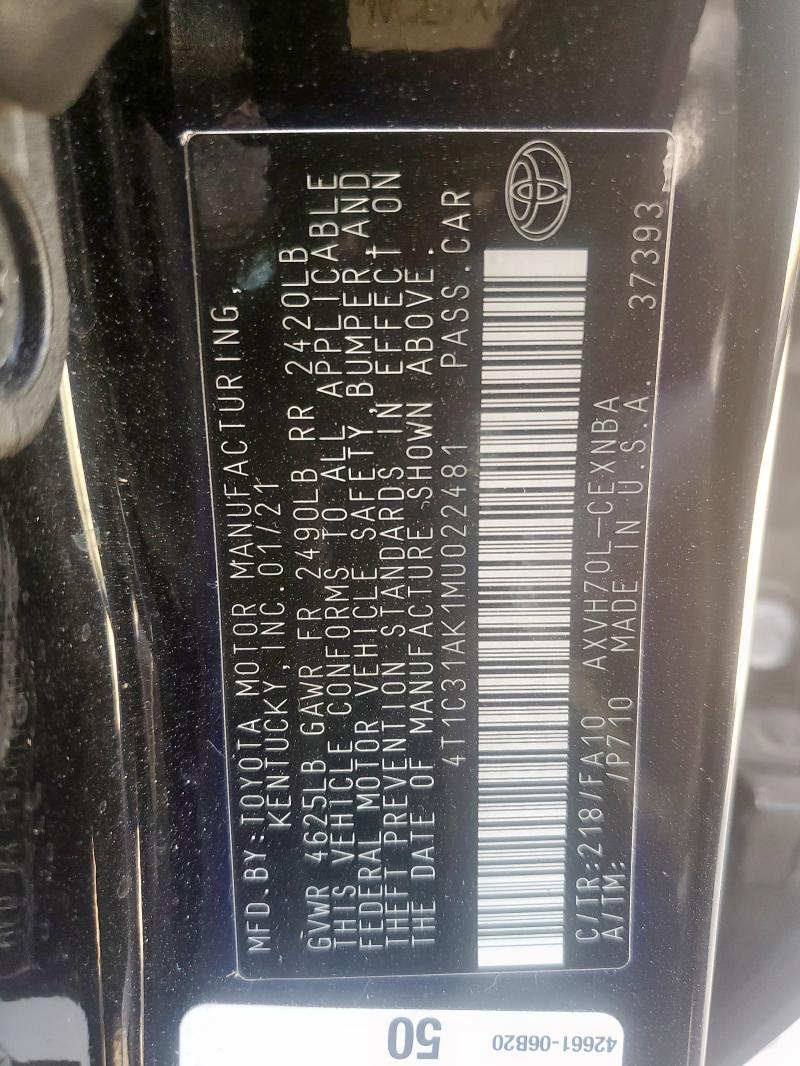 MFD.BY:TOYOTA MOTOR MANUFACTURING,
KENTUCKY,INC.01/21
GVWR 4625LB GAWR FR 2490LB RR 2420LB
THIS VEHICLE CONFORMS TO ALL APPLICABLE
FEDERAL MOTOR VEHICLE SAFETY,BUMPER,AND
THEFT PREVENTION STANDARDS IN EFFECT ON
THE DATE OF MANUFACTURE SHOWN ABOVE.
4T1C31AK1MU022481 PASS.CAR
C/TR:218//FA10 AXVH70L-CEXNBA
A/TM: /P710 MADE IN U.S.A. 37393
50
42661-06B20